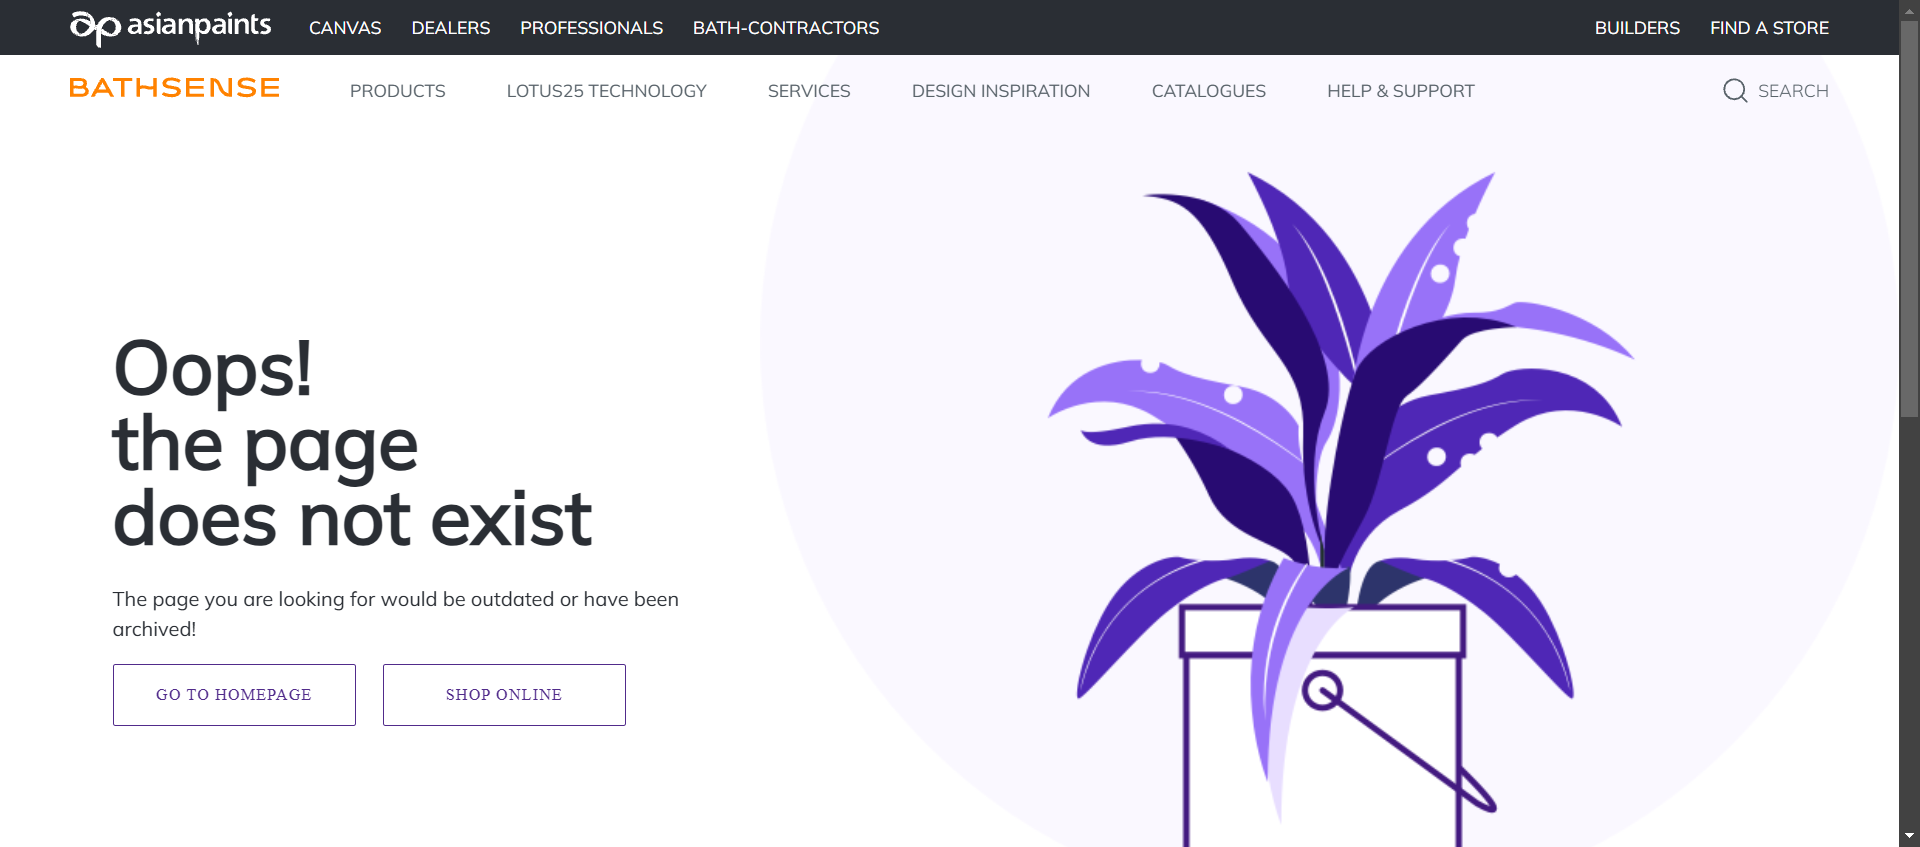 asianpaints CANVAS DEALERS PROFESSIONALS BATH-CONTRACTORS BUILDERS FIND A STORE
BATHSENSE PRODUCTS LOTUS25 TECHNOLOGY SERVICES DESIGN INSPIRATION CATALOGUES HELP & SUPPORT SEARCH
Oops!
the page
does not exist
The page you are looking for would be outdated or have been
archived!
GO TO HOMEPAGE SHOP ONLINE